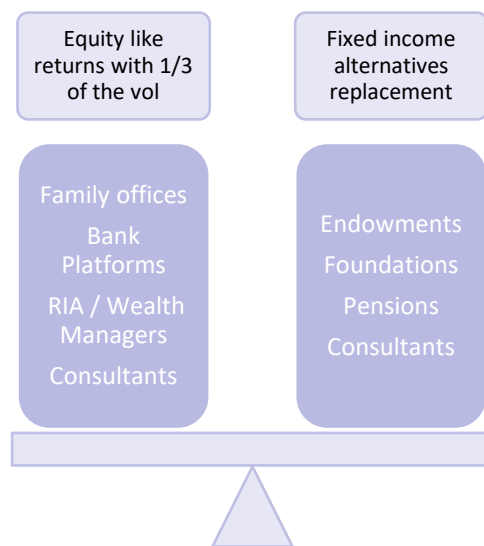 Equity like
returns with 1/3
of the vol
Fixed income
alternatives
replacement
Family offices
Bank
Platforms
RIA / Wealth
Managers
Consultants
Endowments
Foundations
Pensions
Consultants